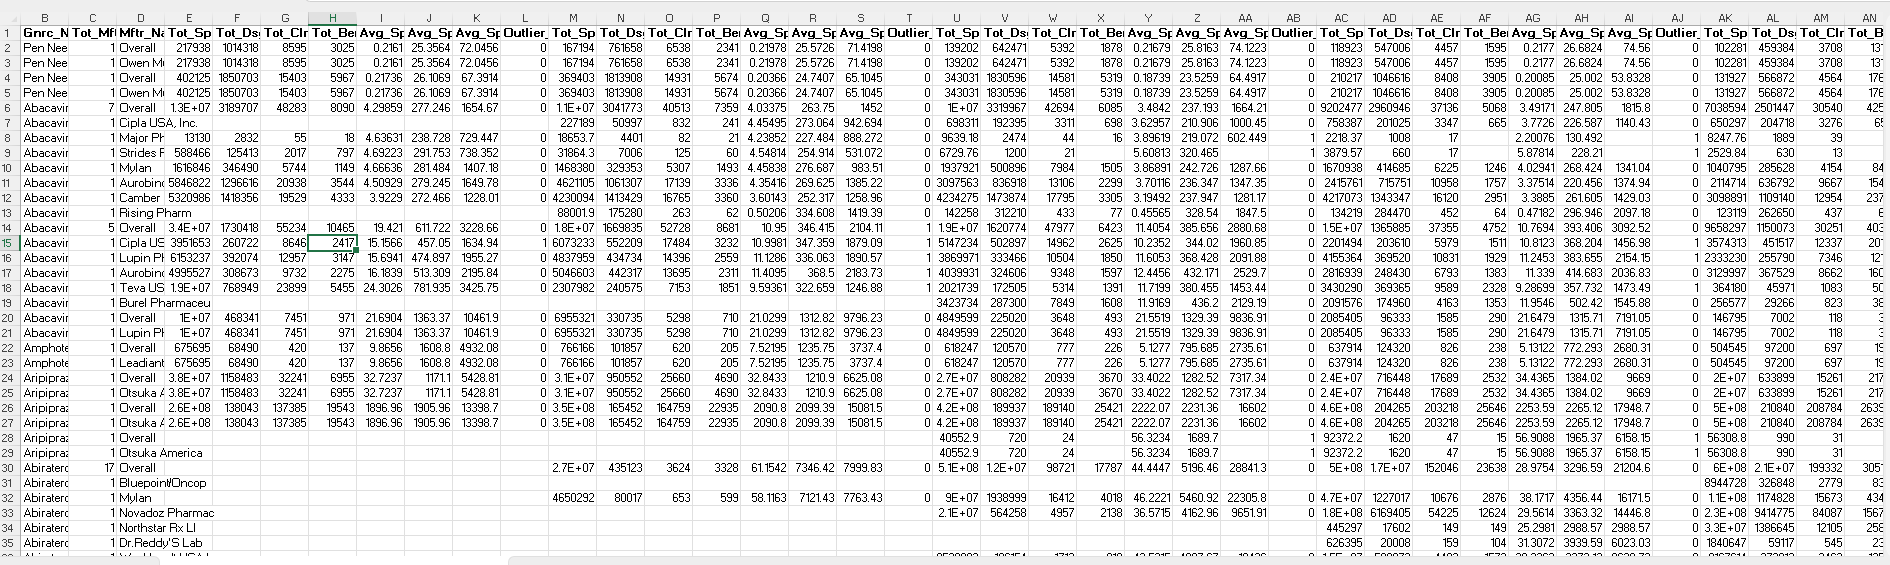 B C D E F G H I J K L M N O P Q R S T U V W X Y Z AA AB AC AD AE AF AG AH AI AJ AK AL AM AN
1 Gnrc_N Tot_Mfr Mftr_Na Tot_Sp Tot_Ds Tot_Clr Tot_Be Avg_Sp Avg_Sp Avg_Sp Outlier_ Tot_Sp Tot_Ds Tot_Clr Tot_Be Avg_Sp Avg_Sp Avg_Sp Outlier_ Tot_Sp Tot_Ds Tot_Clr Tot_Be Avg_Sp Avg_Sp Avg_Sp Outlier_ Tot_Sp Tot_Ds Tot_Clr Tot_Be Avg_Sp Avg_Sp Avg_Sp Outlier_ Tot_Sp Tot_Ds Tot_Clr Tot_B
2 Pen Nee 1 Overall 217938 1014318 8595 3025 0.2161 25.3564 72.0456 0 167194 761658 6538 2341 0.21978 25.5726 71.4198 0 139202 642471 5392 1878 0.21679 25.8163 74.1223 0 118923 547006 4457 1595 0.2177 26.6824 74.56 0 102281 459384 3708 13
3 Pen Nee 1 Owen M 217938 1014318 8595 3025 0.2161 25.3564 72.0456 0 167194 761658 6538 2341 0.21978 25.5726 71.4198 0 139202 642471 5392 1878 0.21679 25.8163 74.1223 0 118923 547006 4457 1595 0.2177 26.6824 74.56 0 102281 459384 3708 13
4 Pen Nee 1 Overall 402125 1850703 15403 5967 0.21736 26.1069 67.3914 0 369403 1813908 14931 5674 0.20366 24.7407 65.1045 0 343031 1830596 14581 5319 0.18739 23.5259 64.4917 0 210217 1046616 8408 3905 0.20085 25.002 53.8328 0 131927 566872 4564 176
5 Pen Nee 1 Owen M 402125 1850703 15403 5967 0.21736 26.1069 67.3914 0 369403 1813908 14931 5674 0.20366 24.7407 65.1045 0 343031 1830596 14581 5319 0.18739 23.5259 64.4917 0 210217 1046616 8408 3905 0.20085 25.002 53.8328 0 131927 566872 4564 176
6 Abacavir 7 Overall 1.3E+07 3189707 48283 8090 4.29859 277.246 1654.67 0 1.1E+07 3041773 40513 7359 4.03375 263.75 1452 0 1E+07 3319967 42694 6085 3.4842 237.193 1664.21 0 9202477 2960946 37136 5068 3.49171 247.805 1815.8 0 7038594 2501447 30540 425
7 Abacavir 1 Cipla USA, Inc. 227189 50997 832 241 4.45495 273.064 942.694 0 698311 192395 3311 698 3.62957 210.906 1000.45 0 758387 201025 3347 665 3.7726 226.587 1140.43 0 650297 204718 3276 6
8 Abacavir 1 Major Ph 13130 2832 55 18 4.63631 238.728 729.447 0 18653.7 4401 82 21 4.23852 227.484 888.272 0 9639.18 2474 44 16 3.89619 219.072 602.449 1 2218.37 1008 17 2.20076 130.492 1 8247.76 1889 39
9 Abacavir 1 Strides F 588466 125413 2017 797 4.69223 291.753 738.352 0 31864.3 7006 125 60 4.54814 254.914 531.072 0 6729.76 1200 21 5.60813 320.465 1 3879.57 660 17 5.87814 228.21 1 2529.84 630 13
10 Abacavir 1 Mylan 1616846 346490 5744 1149 4.66636 281.484 1407.18 0 1468380 329353 5307 1493 4.45838 276.687 983.51 0 1937921 500896 7984 1505 3.86891 242.726 1287.66 0 1670938 414685 6225 1246 4.02941 268.424 1341.04 0 1040795 285628 4154 84
11 Abacavir 1 Aurobind 5846822 1296616 20938 3544 4.50929 279.245 1649.78 0 4621105 1061307 17139 3336 4.35416 269.625 1385.22 0 3097563 836918 13106 2299 3.70116 236.347 1347.35 0 2415761 715751 10958 1757 3.37514 220.456 1374.94 0 2114714 636792 9667 154
12 Abacavir 1 Camber 5320986 1418356 19529 4333 3.9229 272.466 1228.01 0 4230094 1413429 16765 3360 3.60143 252.317 1258.96 0 4234275 1473874 17795 3305 3.19492 237.947 1281.17 0 4217073 1343347 16120 2951 3.3885 261.605 1429.03 0 3098891 1109140 12954 237
13 Abacavir 1 Rising Pharm 88001.9 175280 263 62 0.50206 334.608 1419.39 0 142258 312210 433 77 0.45565 328.54 1847.5 0 134219 284470 452 64 0.47182 296.946 2097.18 0 123119 262650 437 6
14 Abacavir 5 Overall 3.4E+07 1730418 55234 10465 19.421 611.722 3228.66 0 1.8E+07 1669835 52728 8681 10.95 346.415 2104.11 1 1.9E+07 1620774 47977 6423 11.4054 385.656 2880.68 0 1.5E+07 1365885 37355 4752 10.7694 393.406 3092.52 0 9658297 1150073 30251 403
15 Abacavir 1 Cipla US 3951653 260722 8646 2417 15.1566 457.05 1634.94 1 6073233 552209 17484 3232 10.9981 347.359 1879.09 1 5147234 502897 14962 2625 10.2352 344.02 1960.85 0 2201494 203610 5979 1511 10.8123 368.204 1456.98 1 3574313 451517 12337 20
16 Abacavir 1 Lupin Ph 6153237 392074 12957 3147 15.6941 474.897 1955.27 0 4837959 434734 14396 2559 11.1286 336.063 1890.57 1 3869971 333466 10504 1850 11.6053 368.428 2091.88 0 4155364 369520 10831 1929 11.2453 383.655 2154.15 1 2333230 255790 7346 12
17 Abacavir 1 Aurobind 4995527 308673 9732 2275 16.1839 513.309 2195.84 0 5046603 442317 13695 2311 11.4095 368.5 2183.73 1 4039931 324606 9348 1597 12.4456 432.171 2529.7 0 2816939 248430 6793 1383 11.339 414.683 2036.83 0 3129997 367529 8662 160
18 Abacavir 1 Teva US 1.9E+07 768949 23899 5455 24.3026 781.935 3425.75 0 2307982 240575 7153 1851 9.59361 322.659 1246.88 1 2021739 172505 5314 1391 11.7199 380.455 1453.44 0 3430290 369365 9589 2328 9.28699 357.732 1473.49 1 364180 45971 1083 50
19 Abacavir 1 Burel Pharmaceu 3423734 287300 7849 1608 11.9169 436.2 2129.19 0 2091576 174960 4163 1353 11.9546 502.42 1545.88 0 256577 29266 823 38
20 Abacavir 1 Overall 1E+07 468341 7451 971 21.6904 1363.37 10461.9 0 6955321 330735 5298 710 21.0299 1312.82 9796.23 0 4849599 225020 3648 493 21.5519 1329.39 9836.91 0 2085405 96333 1585 290 21.6479 1315.71 7191.05 0 146795 7002 118 3
21 Abacavir 1 Lupin Ph 1E+07 468341 7451 971 21.6904 1363.37 10461.9 0 6955321 330735 5298 710 21.0299 1312.82 9796.23 0 4849599 225020 3648 493 21.5519 1329.39 9836.91 0 2085405 96333 1585 290 21.6479 1315.71 7191.05 0 146795 7002 118 3
22 Amphote 1 Overall 675695 68490 420 137 9.8656 1608.8 4932.08 0 766166 101857 620 205 7.52195 1235.75 3737.4 0 618247 120570 777 226 5.1277 795.685 2735.61 0 637914 124320 826 238 5.13122 772.293 2680.31 0 504545 97200 697 19
23 Amphote 1 Leadiant 675695 68490 420 137 9.8656 1608.8 4932.08 0 766166 101857 620 205 7.52195 1235.75 3737.4 0 618247 120570 777 226 5.1277 795.685 2735.61 0 637914 124320 826 238 5.13122 772.293 2680.31 0 504545 97200 697 19
24 Aripipraz 1 Overall 3.8E+07 1158483 32241 6955 32.7237 1171.1 5428.81 0 3.1E+07 950552 25660 4690 32.8433 1210.9 6625.08 0 2.7E+07 808282 20939 3670 33.4022 1282.52 7317.34 0 2.4E+07 716448 17689 2532 34.4365 1384.02 9669 0 2E+07 633899 15261 217
25 Aripipraz 1 Otsuka A 3.8E+07 1158483 32241 6955 32.7237 1171.1 5428.81 0 3.1E+07 950552 25660 4690 32.8433 1210.9 6625.08 0 2.7E+07 808282 20939 3670 33.4022 1282.52 7317.34 0 2.4E+07 716448 17689 2532 34.4365 1384.02 9669 0 2E+07 633899 15261 217
26 Aripipraz 1 Overall 2.6E+08 138043 137385 19543 1896.96 1905.96 13398.7 0 3.5E+08 165452 164759 22935 2090.8 2099.39 15081.5 0 4.2E+08 189937 189140 25421 2222.07 2231.36 16602 0 4.6E+08 204265 203218 25646 2253.59 2265.12 17948.7 0 5E+08 210840 208784 2639
27 Aripipraz 1 Otsuka A 2.6E+08 138043 137385 19543 1896.96 1905.96 13398.7 0 3.5E+08 165452 164759 22935 2090.8 2099.39 15081.5 0 4.2E+08 189937 189140 25421 2222.07 2231.36 16602 0 4.6E+08 204265 203218 25646 2253.59 2265.12 17948.7 0 5E+08 210840 208784 2639
28 Aripipraz 1 Overall 40552.9 720 24 56.3234 1689.7 1 92372.2 1620 47 15 56.9088 1965.37 6158.15 1 56308.8 990 31
29 Aripipraz 1 Otsuka America 40552.9 720 24 56.3234 1689.7 1 92372.2 1620 47 15 56.9088 1965.37 6158.15 1 56308.8 990 31
30 Abiraterc 17 Overall 2.7E+07 435123 3624 3328 61.1542 7346.42 7999.83 0 5.1E+08 1.2E+07 98721 17787 44.4447 5196.46 28841.3 0 5E+08 1.7E+07 152046 23638 28.9754 3296.59 21204.6 0 6E+08 2.1E+07 199332 305
31 Abiraterc 1 Bluepoint/Oncop 8944728 326848 2779 83
32 Abiraterc 1 Mylan 4650292 80017 653 599 58.1163 7121.43 7763.43 0 9E+07 1938999 16412 4018 46.2221 5460.92 22305.8 0 4.7E+07 1227017 10676 2876 38.1717 4356.44 16171.5 0 1.1E+08 1174828 15673 434
33 Abiraterc 1 Novadoz Pharmac 2.1E+07 564258 4957 2138 36.5715 4162.96 9651.91 0 1.8E+08 6169405 54225 12624 29.5614 3363.32 14446.8 0 2.3E+08 9414775 84087 1567
34 Abiraterc 1 Northstar Rx Ll 445297 17602 149 149 25.2981 2988.57 2988.57 0 3.3E+07 1386645 12105 258
35 Abiraterc 1 Dr.Reddy'S Lab 626395 20008 159 104 31.3072 3939.59 6023.03 0 1840647 59117 545 23